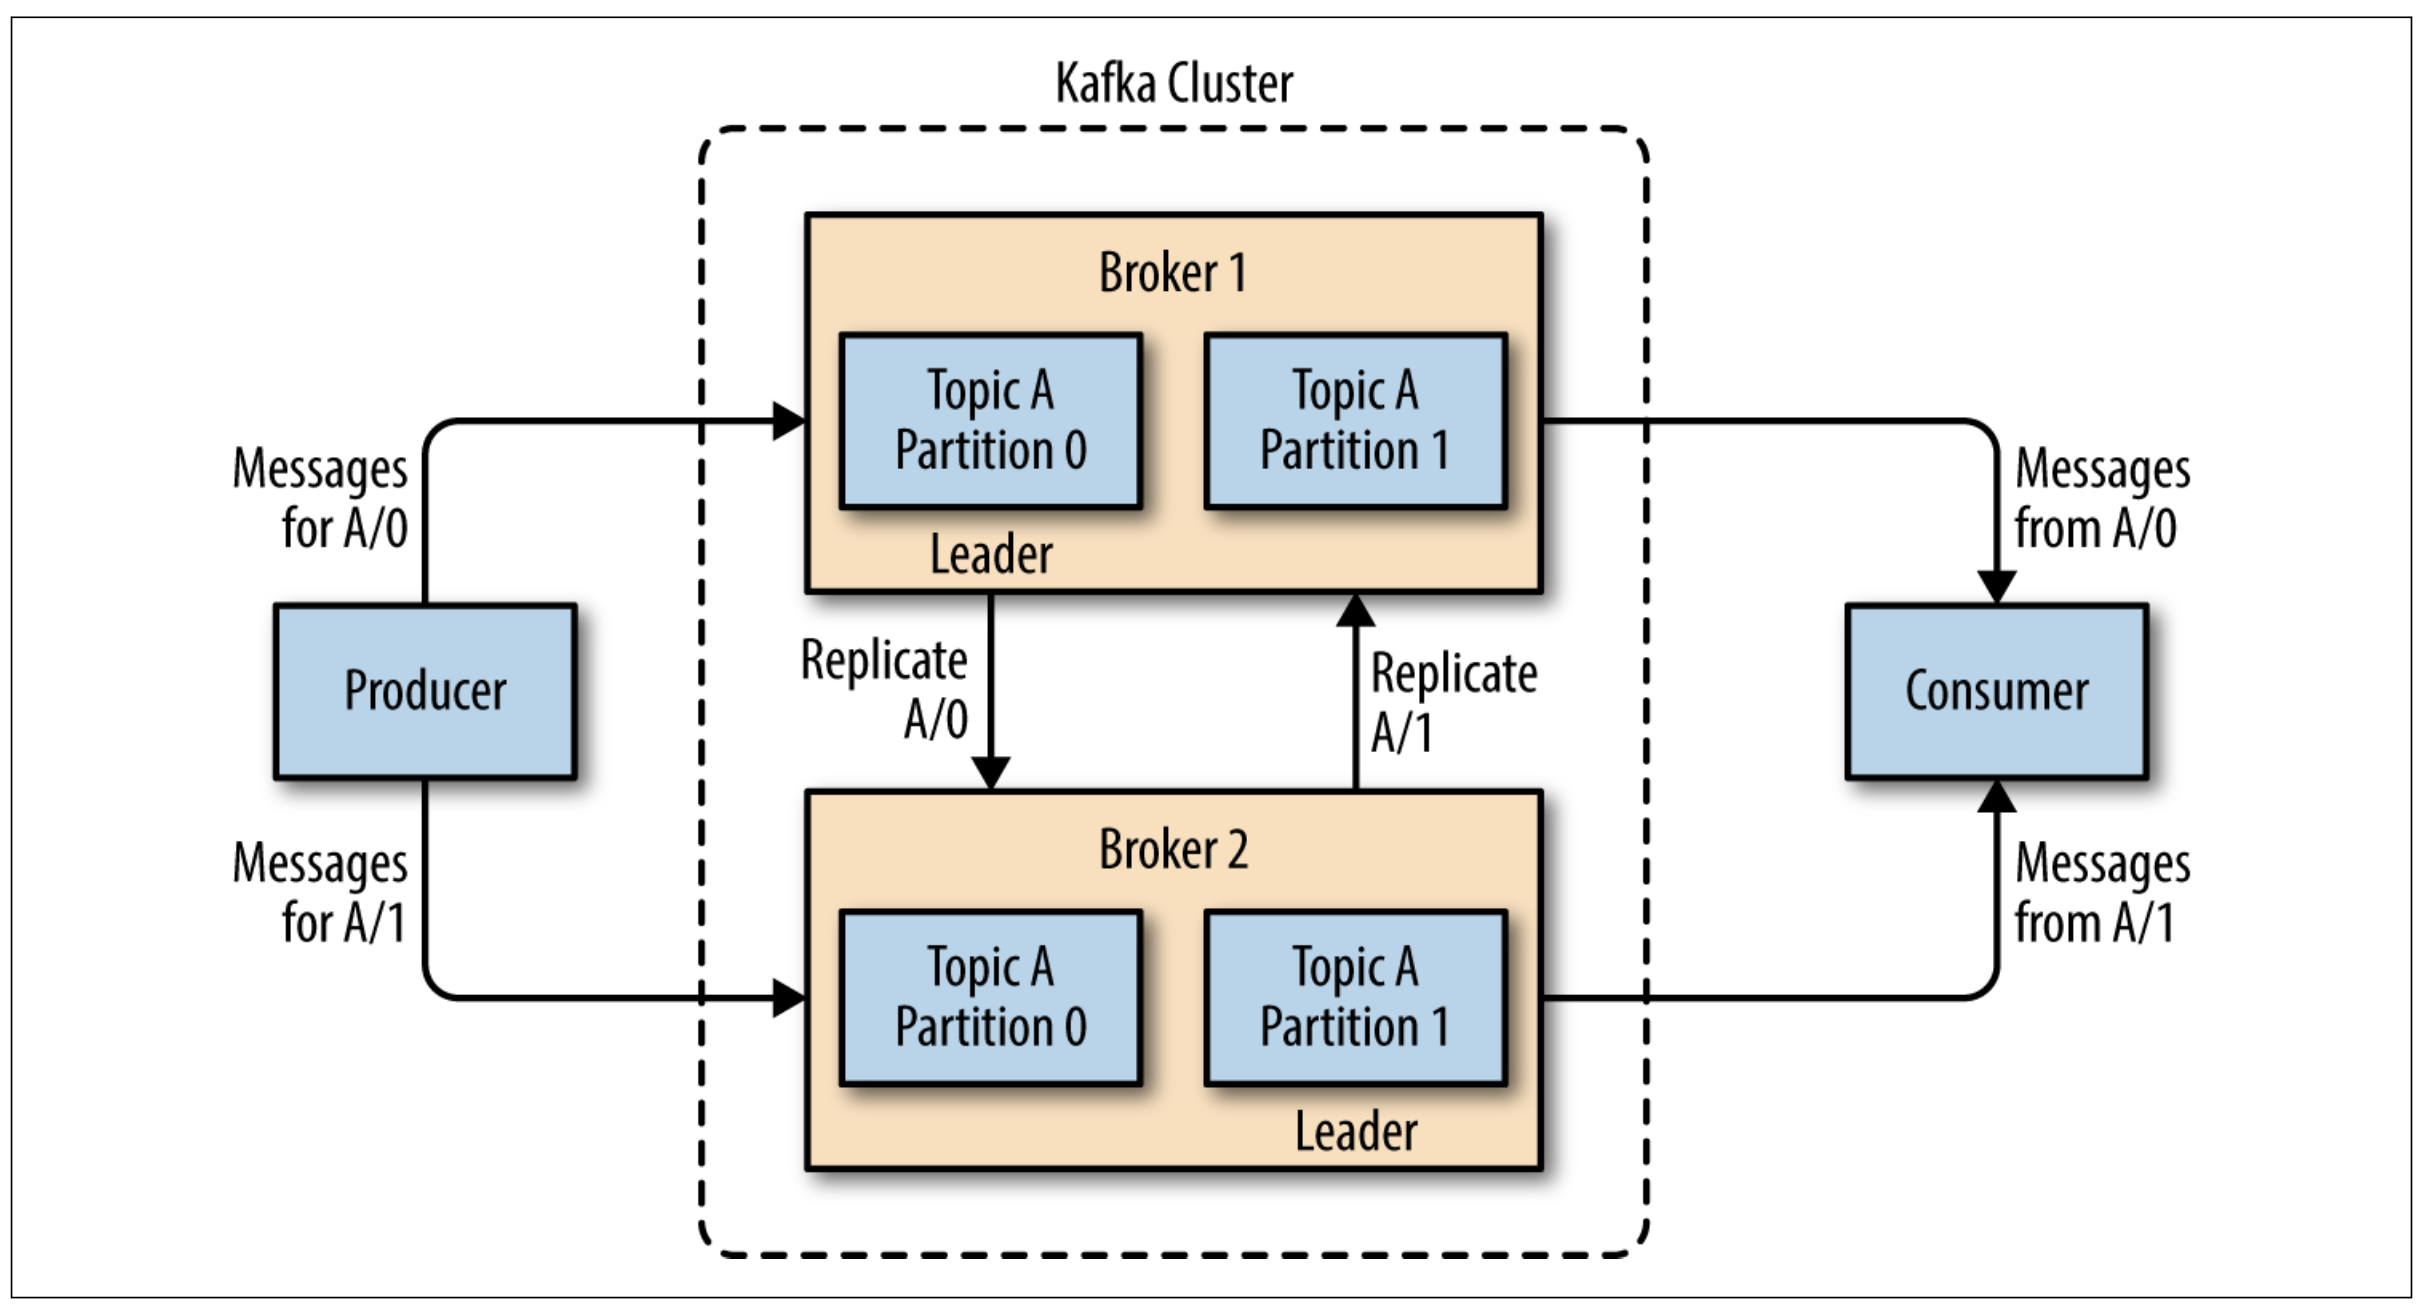 Kafka Cluster
Broker 1
Topic A
Partition 0
Topic A
Partition 1
Leader
Messages
for A/0
Messages
from A/0
Producer
Replicate
A/0
Replicate
A/1
Consumer
Messages
for A/1
Messages
from A/1
Broker 2
Topic A
Partition 0
Topic A
Partition 1
Leader